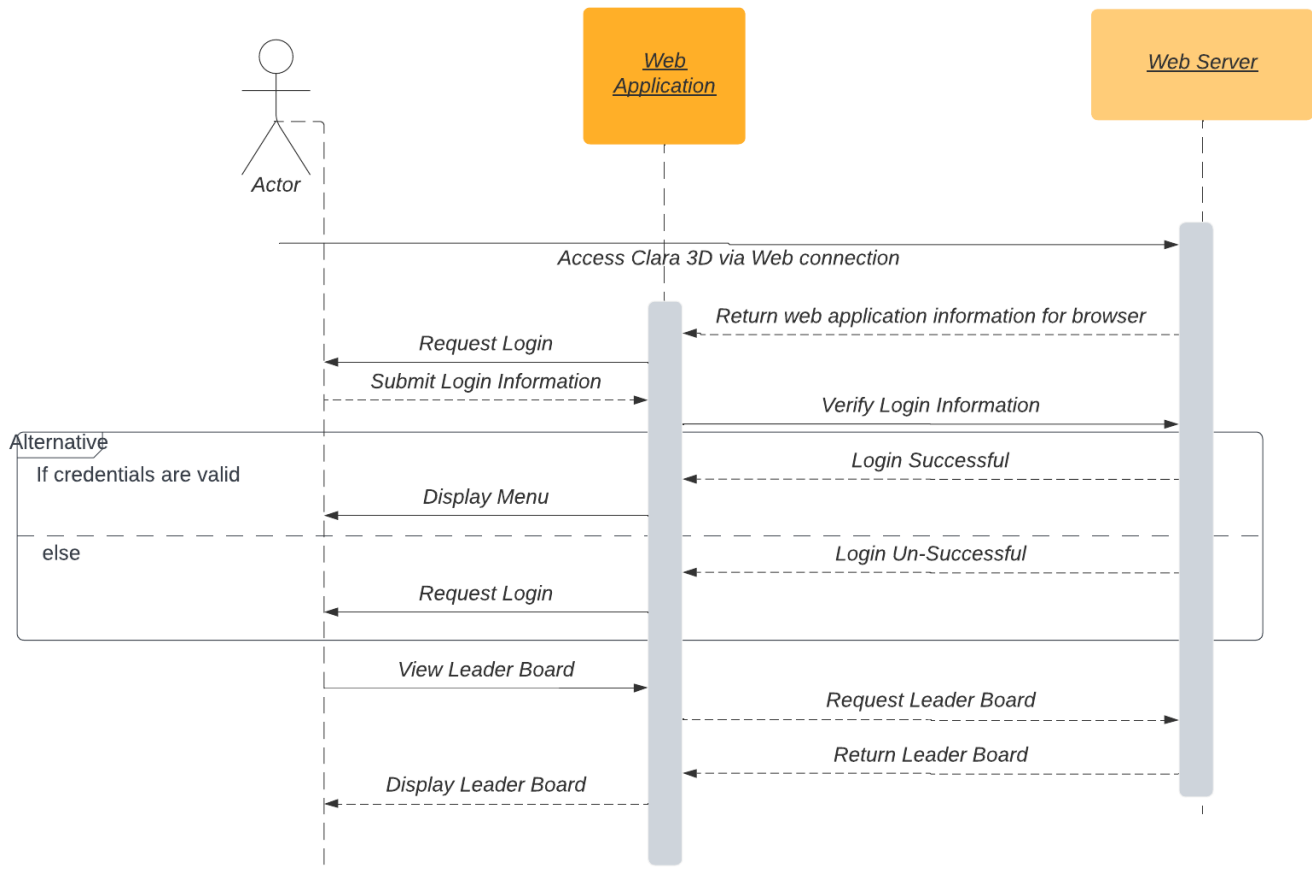 Web
Application
Web Server
Actor
Access Clara 3D via Web connection
Return web application information for browser
Request Login
Submit Login Information
Verify Login Information
Alternative
If credentials are valid
Login Successful
Display Menu
else
Login Un-Successful
Request Login
View Leader Board
Request Leader Board
Return Leader Board
Display Leader Board